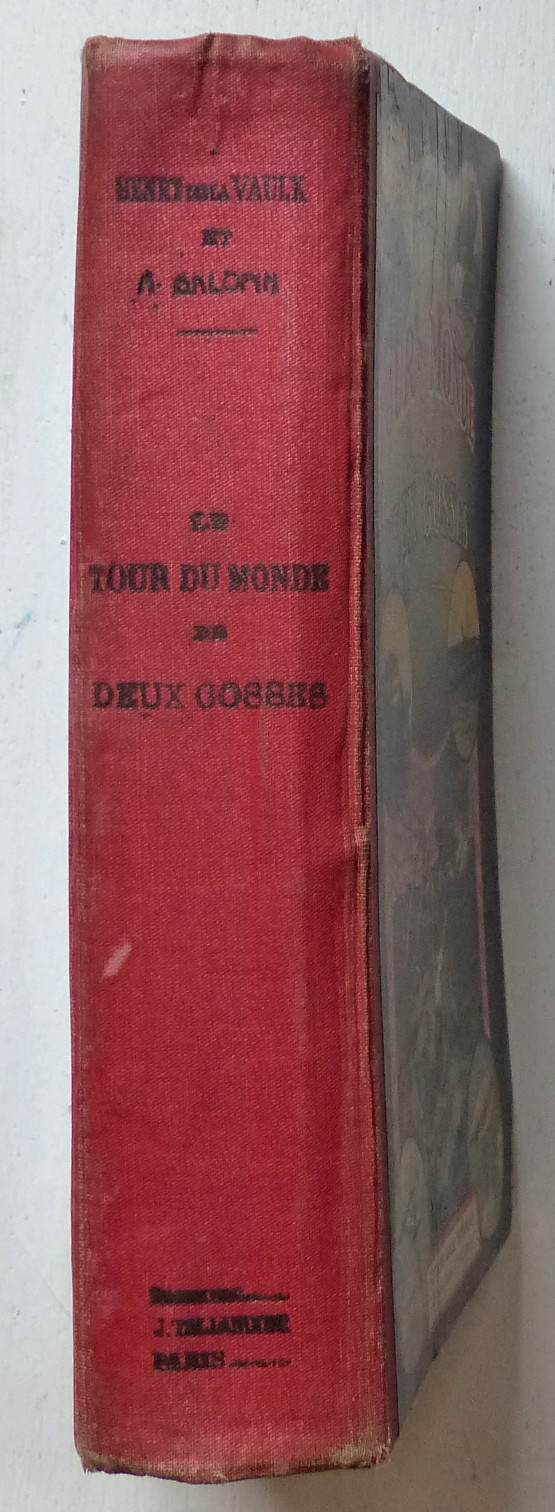 HENRY DE LA VAULX
ET
A. GALOPIN
LE
TOUR DU MONDE
DE
DEUX GOSSES
J. TALLANDIER
PARIS